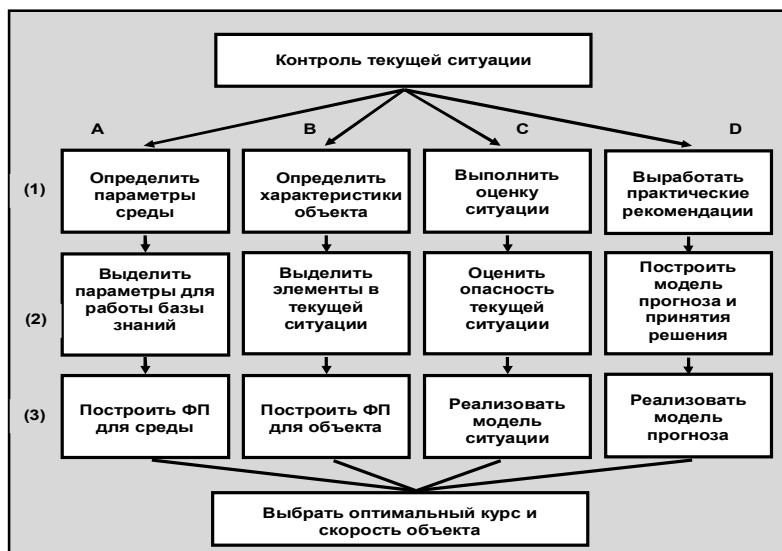 Контроль текущей ситуации
A B C D
(1)
Определить
параметры
среды
Определить
характеристики
объекта
Выполнить
оценку
ситуации
Выработать
практические
рекомендации
(2)
Выделить
параметры для
работы базы
знаний
Выделить
элементы в
текущей
ситуации
Оценить
опасность
текущей
ситуации
Построить
модель
прогноза и
принятия
решения
(3)
Построить ФП
для среды
Построить ФП
для объекта
Реализовать
модель
ситуации
Реализовать
модель
прогноза
Выбрать оптимальный курс и
скорость объекта